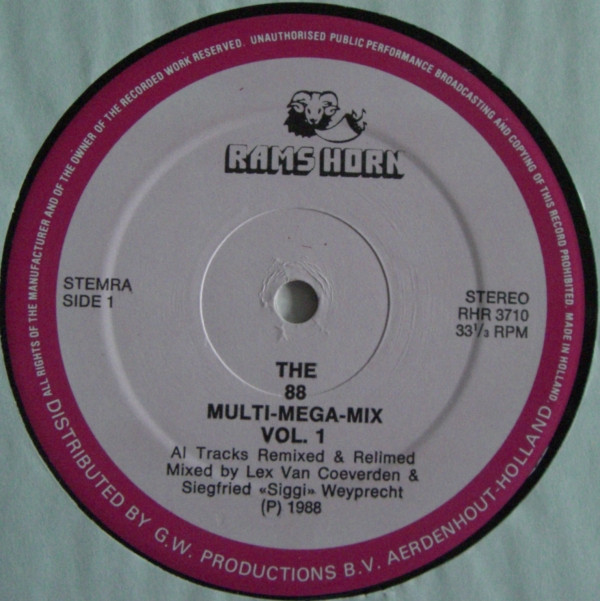 ALL RIGHTS OF THE MANUFACTURER AND OF THE OWNER OF THE RECORDED WORK RESERVED. UNAUTHORISED PUBLIC PERFORMANCE BROADCASTING AND COPYING OF THIS RECORD PROHIBITED. MADE IN HOLLAND.
RAMS HORN
STEMRA
SIDE 1
STEREO
RHR 3710
33⅓ RPM
THE
88
MULTI-MEGA-MIX
VOL. 1
Al Tracks Remixed & Relimed
Mixed by Lex Van Coeverden &
Siegfried «Siggi» Weyprecht
(P) 1988
DISTRIBUTED BY G.W. PRODUCTIONS B.V. AERDENHOUT-HOLLAND